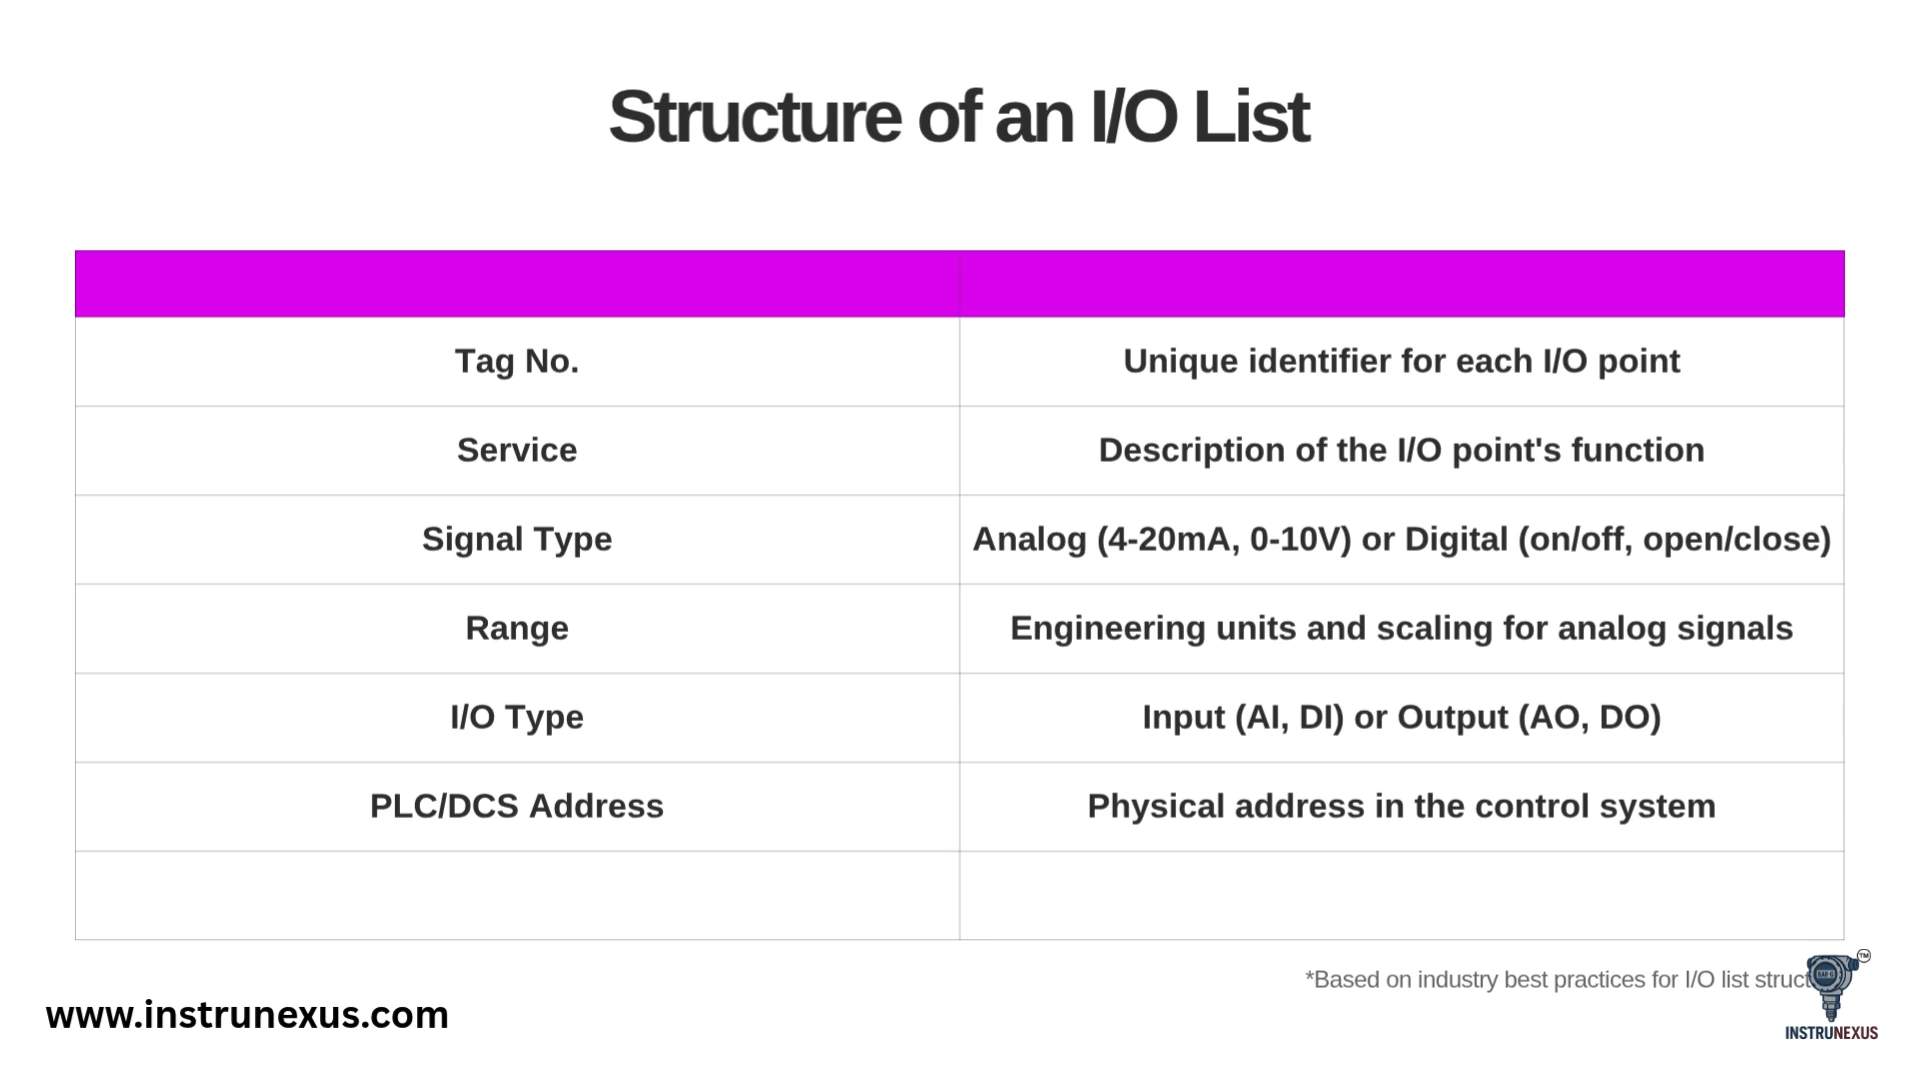 Structure of an I/O List
Tag No.
Unique identifier for each I/O point
Service
Description of the I/O point's function
Signal Type
Analog (4-20mA, 0-10V) or Digital (on/off, open/close)
Range
Engineering units and scaling for analog signals
I/O Type
Input (AI, DI) or Output (AO, DO)
PLC/DCS Address
Physical address in the control system
*Based on industry best practices for I/O list struct
TM
www.instrunexus.com
INSTRUNEXUS